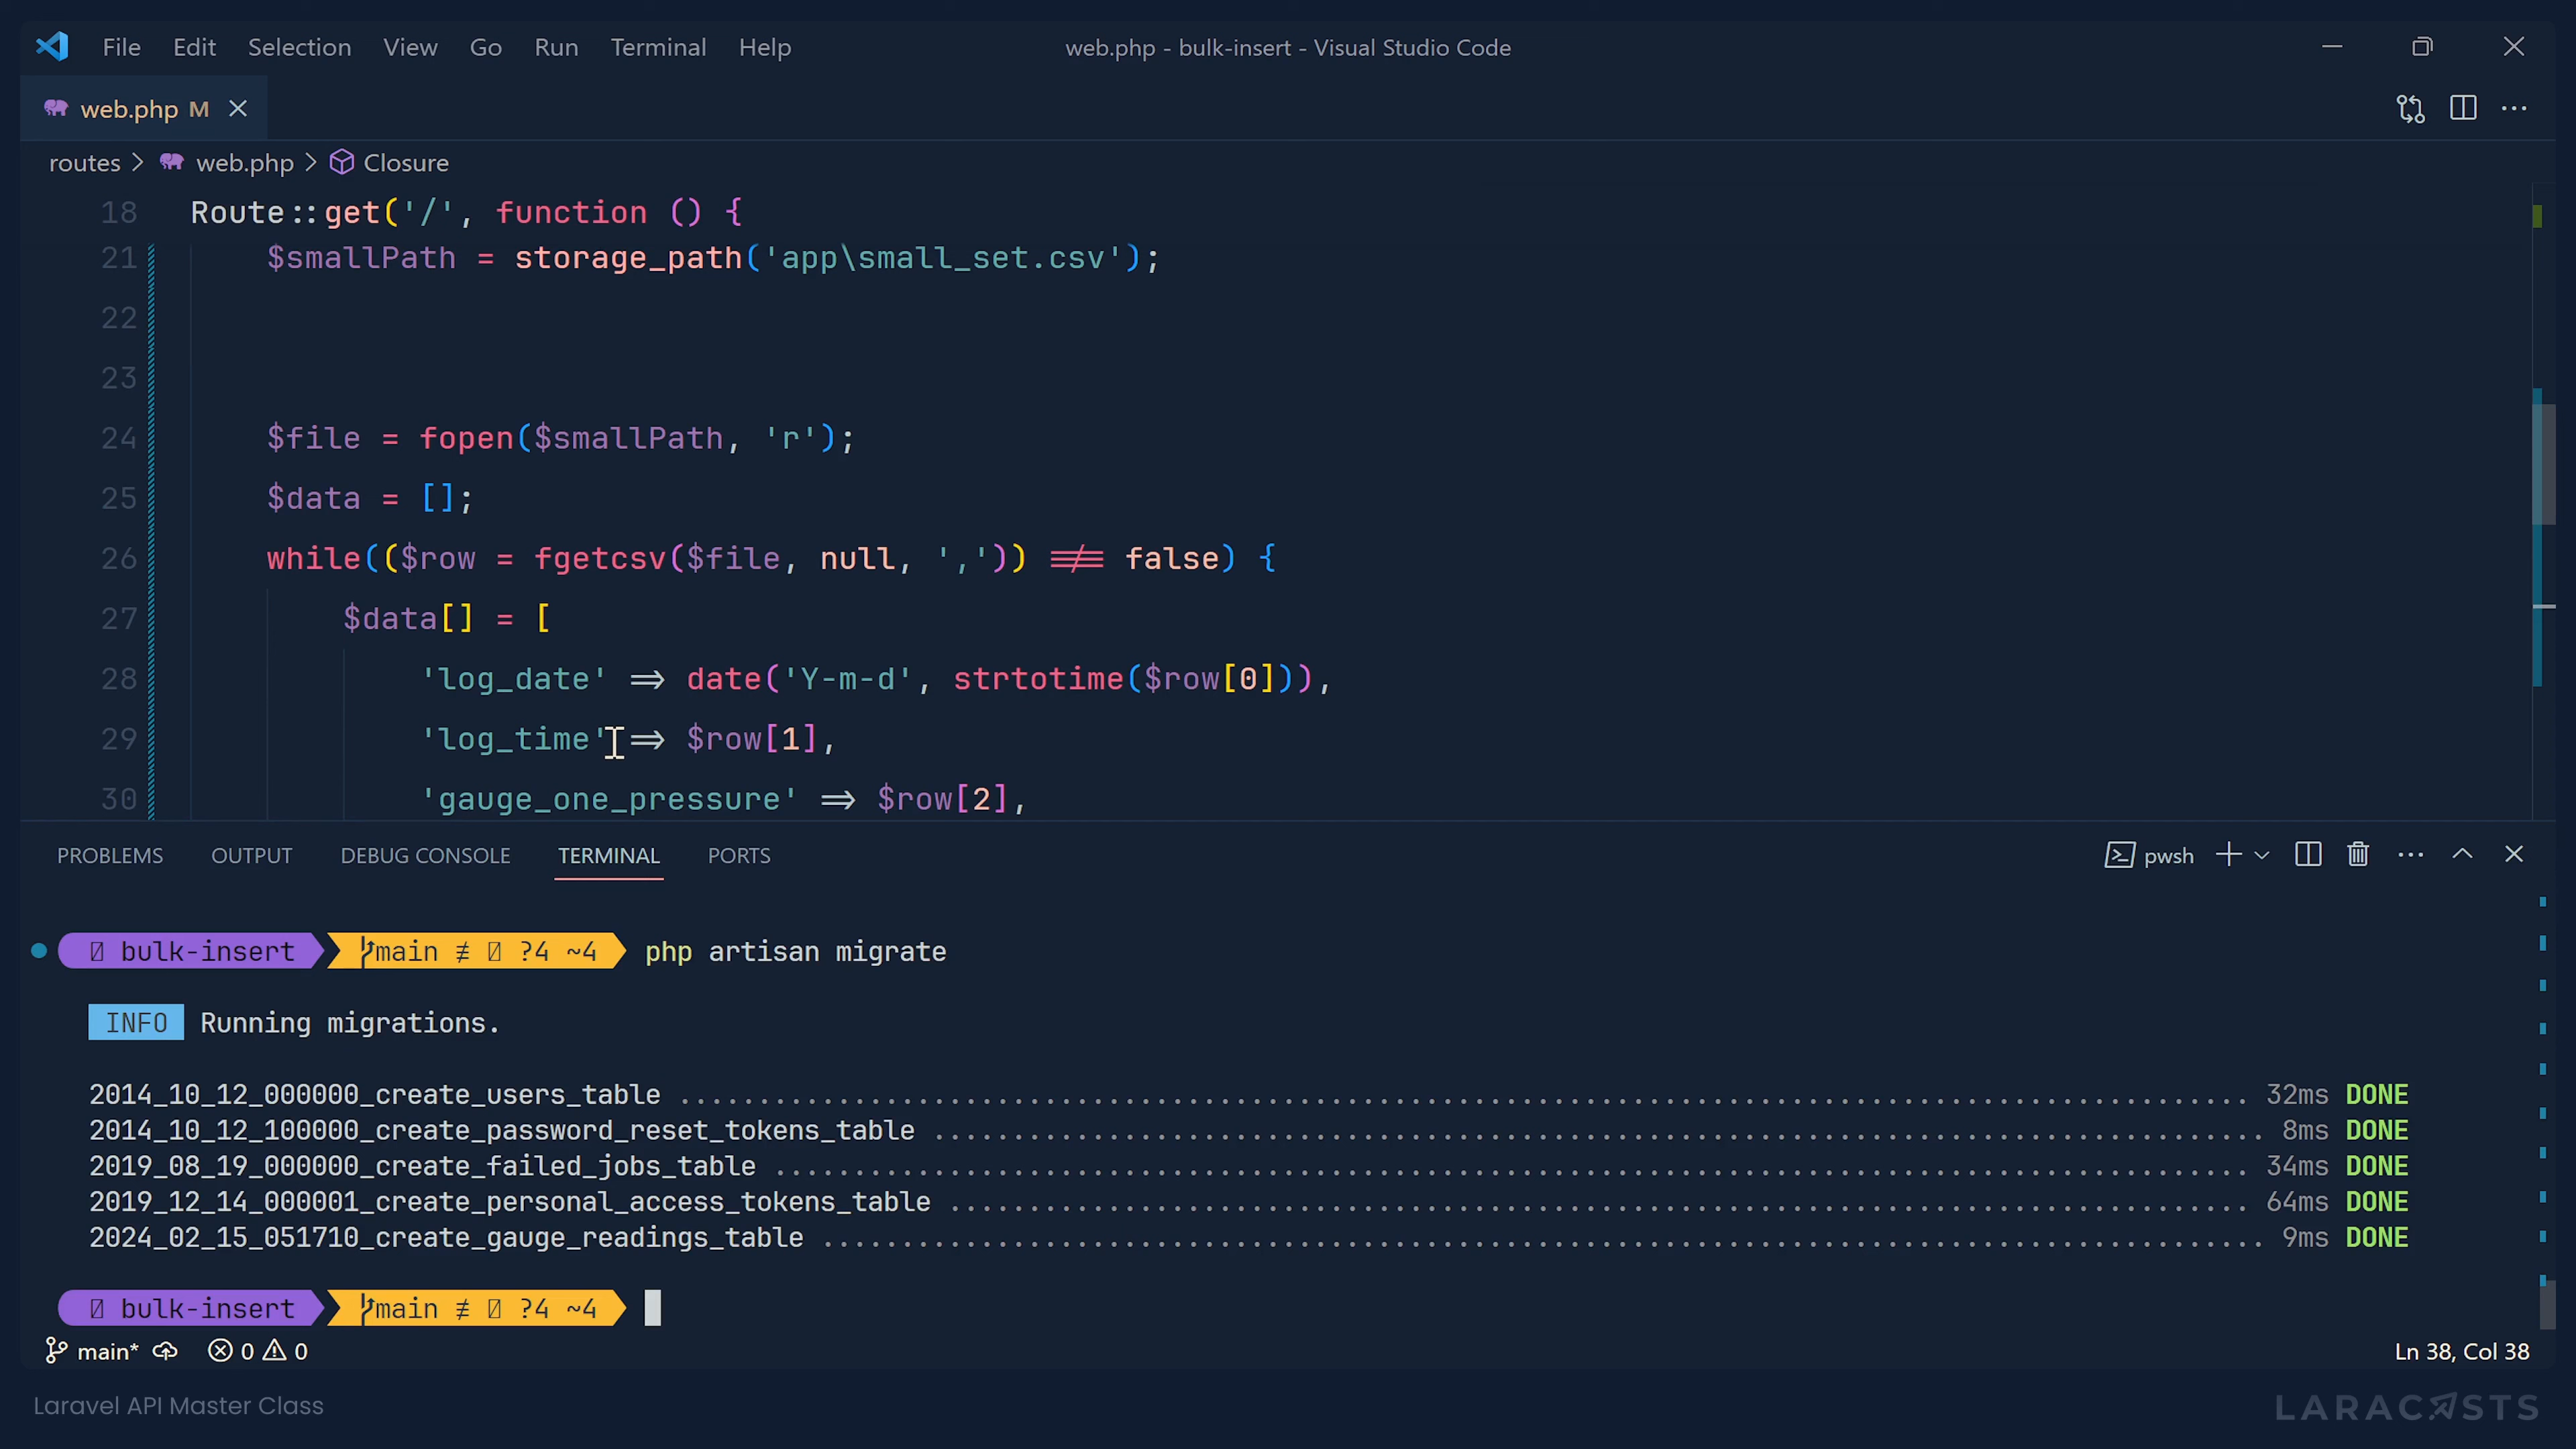 File Edit Selection View Go Run Terminal Help web.php - bulk-insert - Visual Studio Code
web.php M
routes > web.php > Closure
18 Route::get('/', function () {
21 $smallPath = storage_path('app\small_set.csv');
22
23
24 $file = fopen($smallPath, 'r');
25 $data = [];
26 while(($row = fgetcsv($file, null, ',')) !== false) {
27 $data[] = [
28 'log_date' => date('Y-m-d', strtotime($row[0])),
29 'log_time' => $row[1],
30 'gauge_one_pressure' => $row[2],
PROBLEMS OUTPUT DEBUG CONSOLE TERMINAL PORTS pwsh
bulk-insert main ≢ ?4 ~4 php artisan migrate
INFO Running migrations.
2014_10_12_000000_create_users_table ........ 32ms DONE
2014_10_12_100000_create_password_reset_tokens_table ........ 8ms DONE
2019_08_19_000000_create_failed_jobs_table ........ 34ms DONE
2019_12_14_000001_create_personal_access_tokens_table ........ 64ms DONE
2024_02_15_051710_create_gauge_readings_table ........ 9ms DONE
bulk-insert main ≢ ?4 ~4
main* 0 0 Ln 38, Col 38
Laravel API Master Class LARACASTS